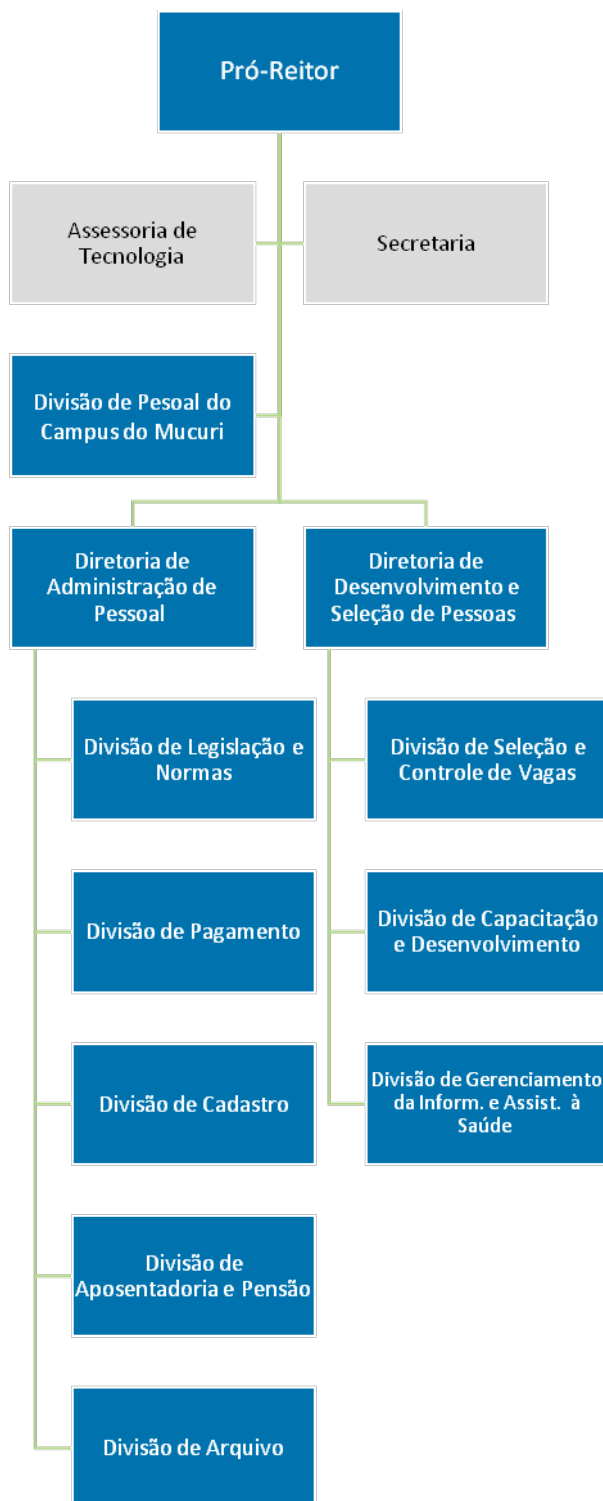 Pró-Reitor
Assessoria de
Tecnologia
Secretaria
Divisão de Pesoal do
Campus do Mucuri
Diretoria de
Administração de
Pessoal
Diretoria de
Desenvolvimento e
Seleção de Pessoas
Divisão de Legislação e
Normas
Divisão de Pagamento
Divisão de Cadastro
Divisão de
Aposentadoria e Pensão
Divisão de Arquivo
Divisão de Seleção e
Controle de Vagas
Divisão de Capacitação
e Desenvolvimento
Divisão de Gerenciamento
da Inform. e Assist. à
Saúde